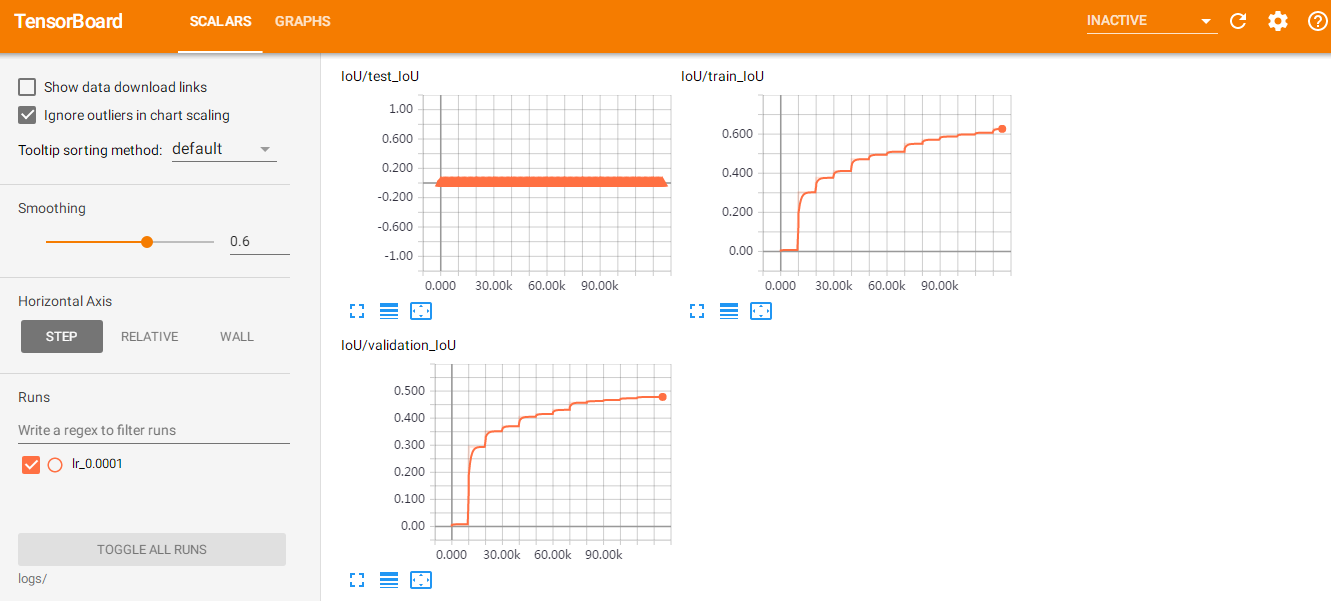 TensorBoard SCALARS GRAPHS INACTIVE
Show data download links
Ignore outliers in chart scaling
Tooltip sorting method: default
Smoothing
0.6
Horizontal Axis
STEP RELATIVE WALL
Runs
Write a regex to filter runs
lr_0.0001
TOGGLE ALL RUNS
logs/
IoU/test_IoU
1.00
0.600
0.200
-0.200
-0.600
-1.00
0.000 30.00k 60.00k 90.00k
IoU/train_IoU
0.600
0.400
0.200
0.00
0.000 30.00k 60.00k 90.00k
IoU/validation_IoU
0.500
0.400
0.300
0.200
0.100
0.00
0.000 30.00k 60.00k 90.00k